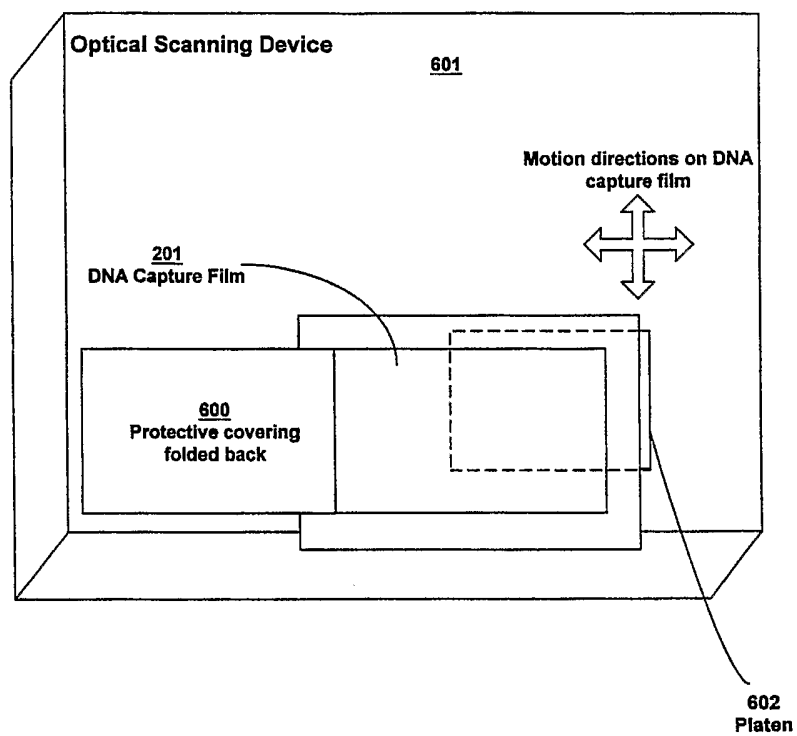 Optical Scanning Device
601
Motion directions on DNA
capture film
201
DNA Capture Film
600
Protective covering
folded back
602
Platen